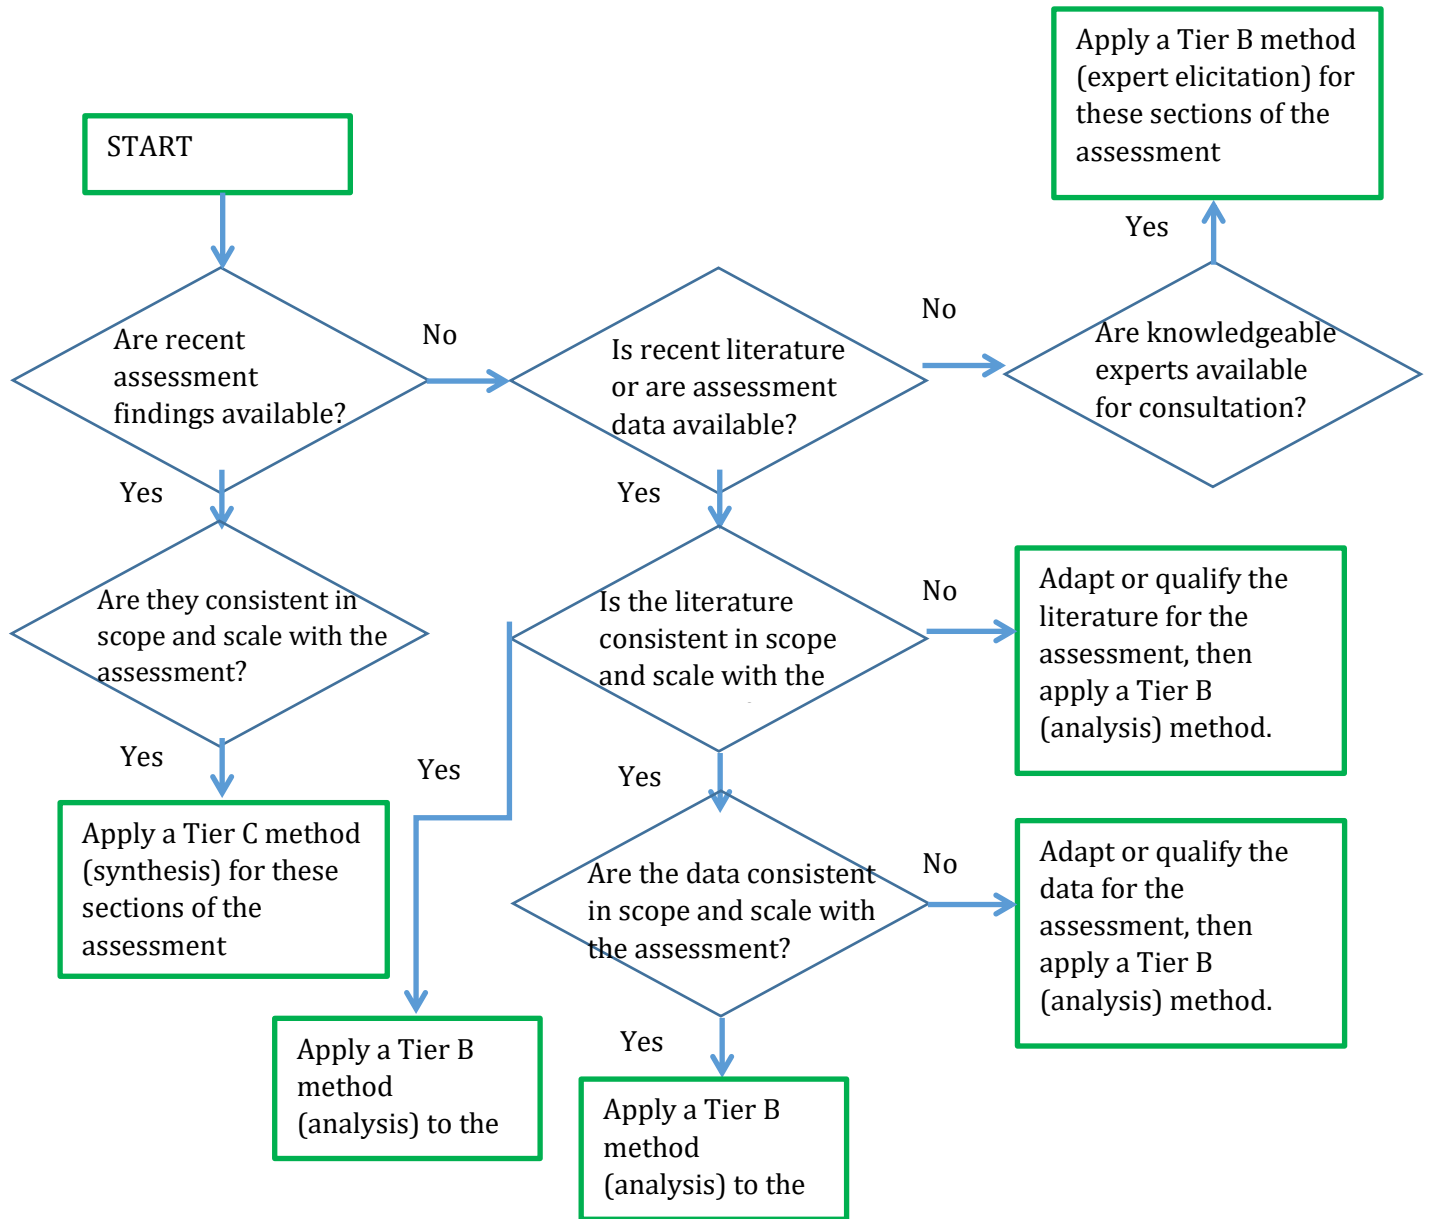 START
Apply a Tier B method
(expert elicitation) for
these sections of the
assessment
Yes
Are recent
assessment
findings available?
No
Is recent literature
or are assessment
data available?
No
Are knowledgeable
experts available
for consultation?
Yes
Yes
Are they consistent in
scope and scale with the
assessment?
Is the literature
consistent in scope
and scale with the
No
Adapt or qualify the
literature for the
assessment, then
apply a Tier B
(analysis) method.
Yes
Yes
Yes
Apply a Tier C method
(synthesis) for these
sections of the
assessment
Are the data consistent
in scope and scale with
the assessment?
No
Adapt or qualify the
data for the
assessment, then
apply a Tier B
(analysis) method.
Apply a Tier B
method
(analysis) to the
Yes
Apply a Tier B
method
(analysis) to the